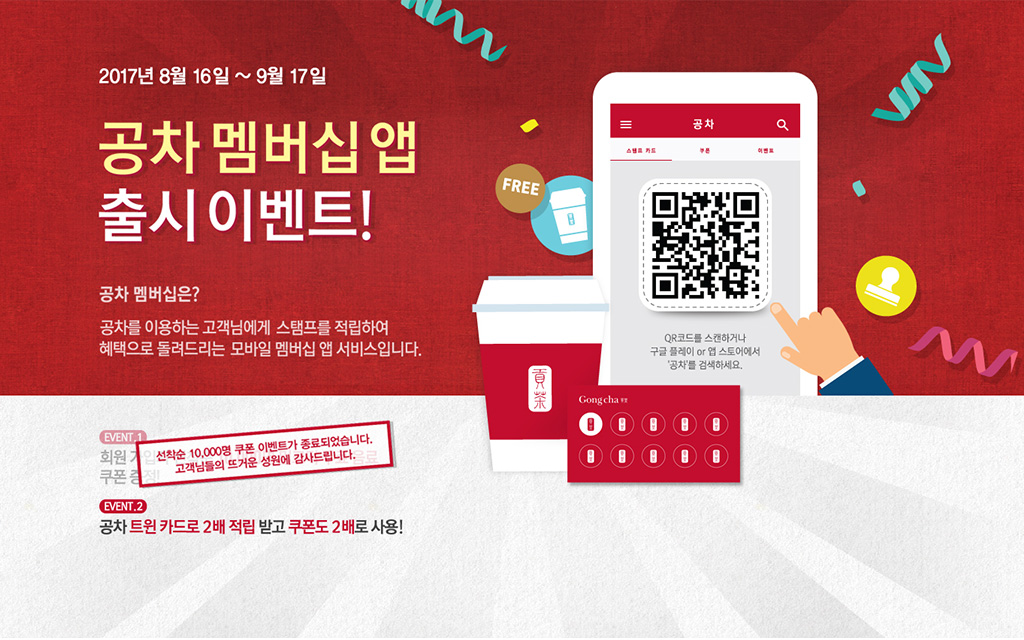 2017년 8월 16일 ~ 9월 17일
공차 멤버십 앱
출시 이벤트!
공차 멤버십은?
공차를 이용하는 고객님에게 스탬프를 적립하여
혜택으로 돌려드리는 모바일 멤버십 앱 서비스입니다.
FREE
공차
스탬프 카드 쿠폰 이벤트
QR코드를 스캔하거나
구글 플레이 or 앱 스토어에서
'공차'를 검색하세요.
貢茶
Gong cha
EVENT.1
회원
쿠폰 증정!
선착순 10,000명 쿠폰 이벤트가 종료되었습니다.
고객님들의 뜨거운 성원에 감사드립니다.
EVENT.2
공차 트윈 카드로 2배 적립 받고 쿠폰도 2배로 사용!